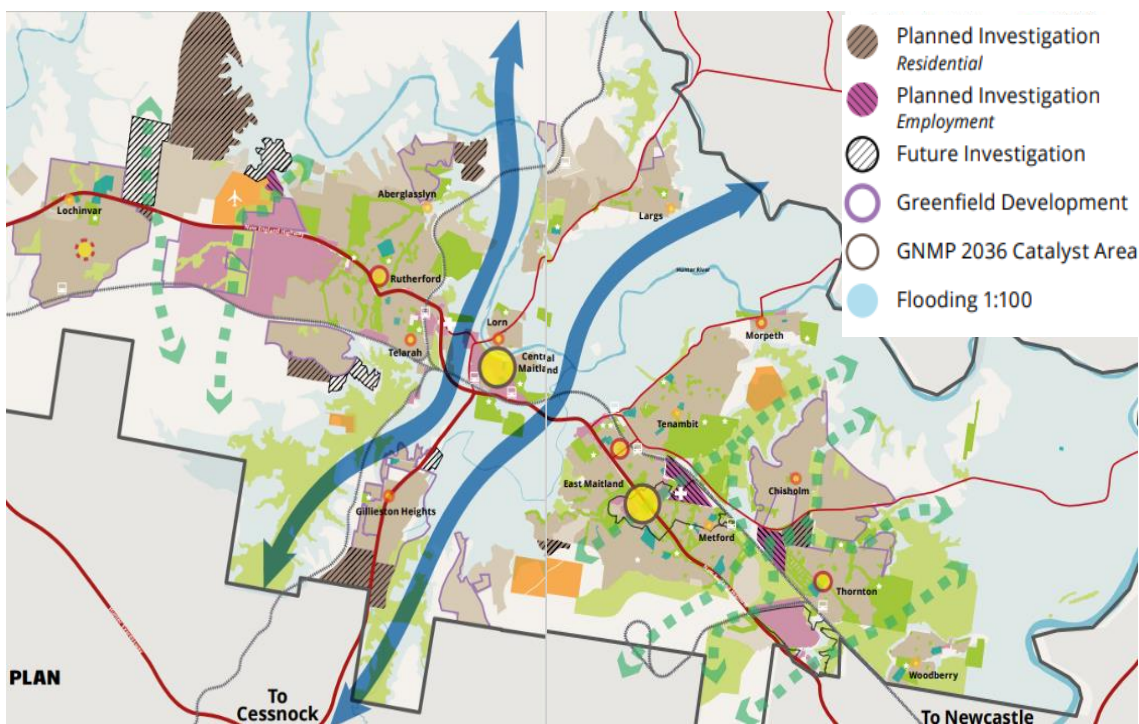 Planned Investigation
Residential
Planned Investigation
Employment
Future Investigation
Greenfield Development
GNMP 2036 Catalyst Area
Flooding 1:100
Lochinvar
Aberglasslyn
Largs
Rutherford
Hunter River
Lorn
Telarah
Central
Maitland
Morpeth
Tenambit
East Maitland
Chisholm
Gillieston Heights
Metford
Thornton
Woodberry
PLAN
To
Cessnock
To Newcastle